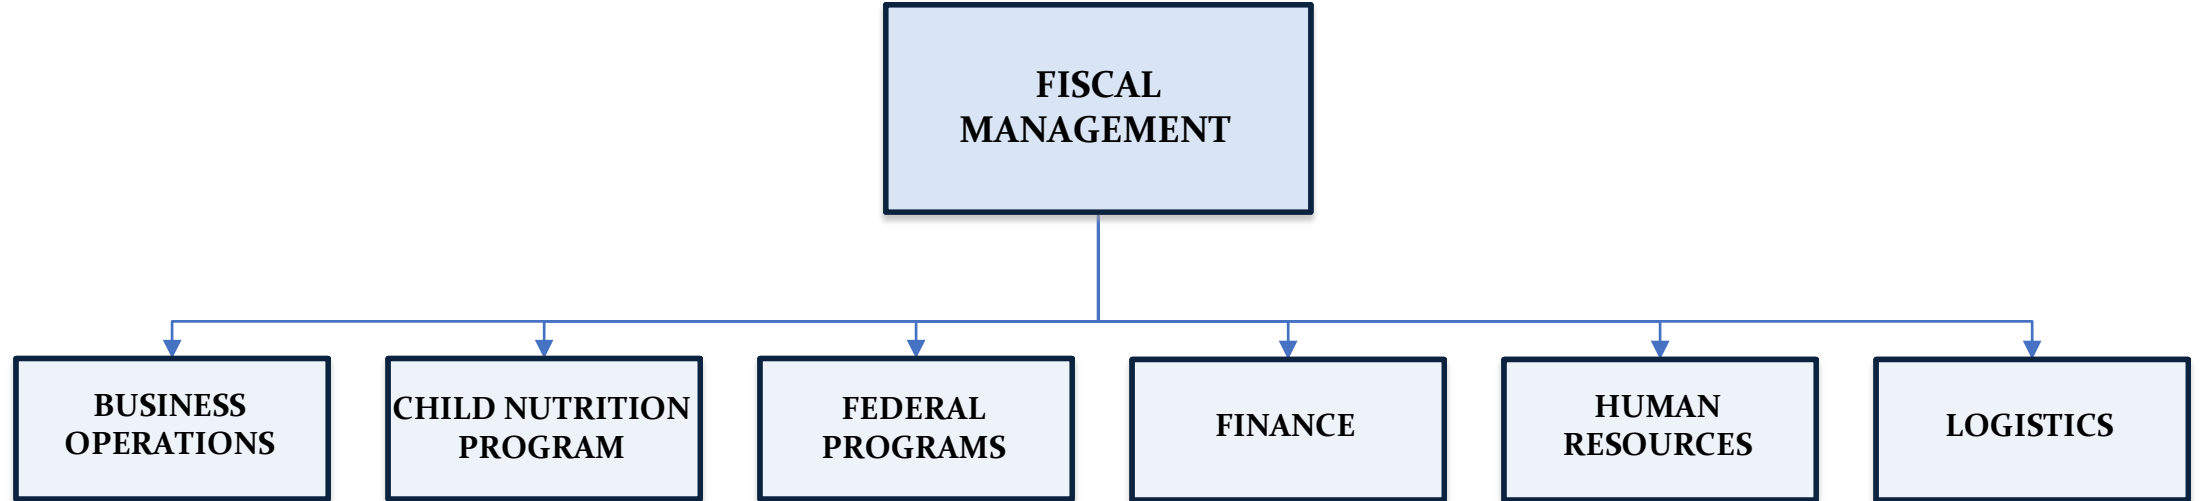 FISCAL
MANAGEMENT
BUSINESS
OPERATIONS
CHILD NUTRITION
PROGRAM
FEDERAL
PROGRAMS
FINANCE
HUMAN
RESOURCES
LOGISTICS